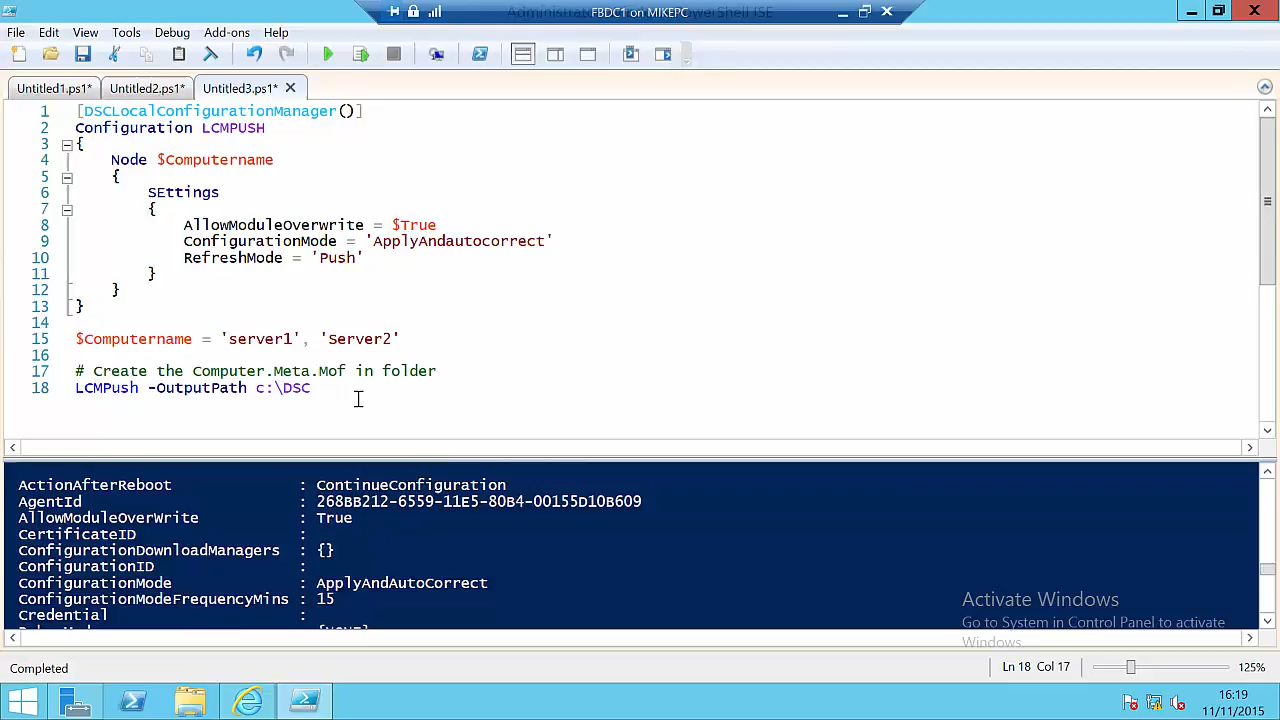 Administrator: Windows PowerShell ISE
FBDC1 on MIKEPC
File Edit View Tools Debug Add-ons Help
Untitled1.ps1* Untitled2.ps1* Untitled3.ps1*
1 [DSCLocalConfigurationManager()]
2 Configuration LCMPUSH
3 {
4 Node $Computername
5 {
6 SEttings
7 {
8 AllowModuleOverwrite = $True
9 ConfigurationMode = 'ApplyAndautocorrect'
10 RefreshMode = 'Push'
11 }
12 }
13 }
14
15 $Computername = 'server1', 'Server2'
16
17 # Create the Computer.Meta.Mof in folder
18 LCMPush -OutputPath c:\DSC
ActionAfterReboot : ContinueConfiguration
AgentId : 268BB212-6559-11E5-80B4-00155D10B609
AllowModuleOverWrite : True
CertificateID :
ConfigurationDownloadManagers : {}
ConfigurationID :
ConfigurationMode : ApplyAndAutoCorrect
ConfigurationModeFrequencyMins : 15
Credential :
Activate Windows
Go to System in Control Panel to activate
Windows.
Completed
Ln 18 Col 17
125%
16:19
11/11/2015